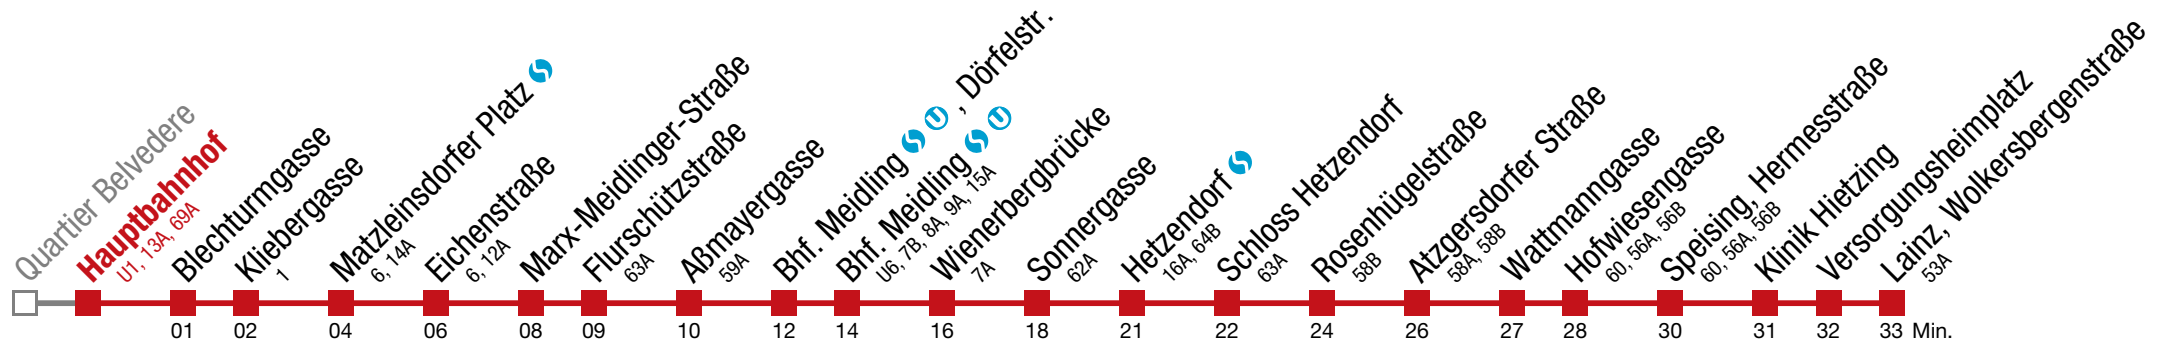 Quartier Belvedere
Hauptbahnhof
U1, 13A, 69A
Blechturmgasse
Kliebergasse
1
Matzleinsdorfer Platz S
6, 14A
Eichenstraße
6, 12A
Marx-Meidlinger-Straße
Flurschützstraße
63A
Aßmayergasse
59A
Bhf. Meidling S U , Dörfelstr.
Bhf. Meidling S U
U6, 7B, 8A, 9A, 15A
Wienerbergbrücke
7A
Sonnergasse
62A
Hetzendorf S
16A, 64B
Schloss Hetzendorf
63A
Rosenhügelstraße
58B
Atzgersdorfer Straße
58A, 58B
Wattmanngasse
Hofwiesengasse
60, 56A, 56B
Speising, Hermesstraße
60, 56A, 56B
Klinik Hietzing
Versorgungsheimplatz
Lainz, Wolkersbergenstraße
53A
01 02 04 06 08 09 10 12 14 16 18 21 22 24 26 27 28 30 31 32 33 Min.